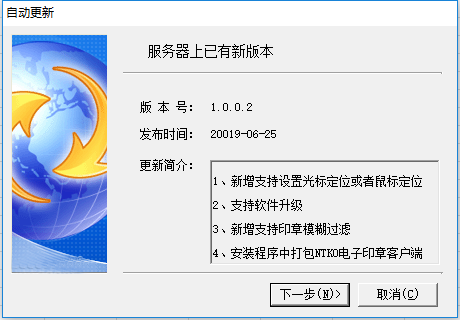 自动更新
服务器上已有新版本
版 本 号: 1.0.0.2
发布时间: 20019-06-25
更新简介:
1、新增支持设置光标定位或者鼠标定位
2、支持软件升级
3、新增支持印章模糊过滤
4、安装程序中打包NTKO电子印章客户端
下一步(N)> 取消(C)